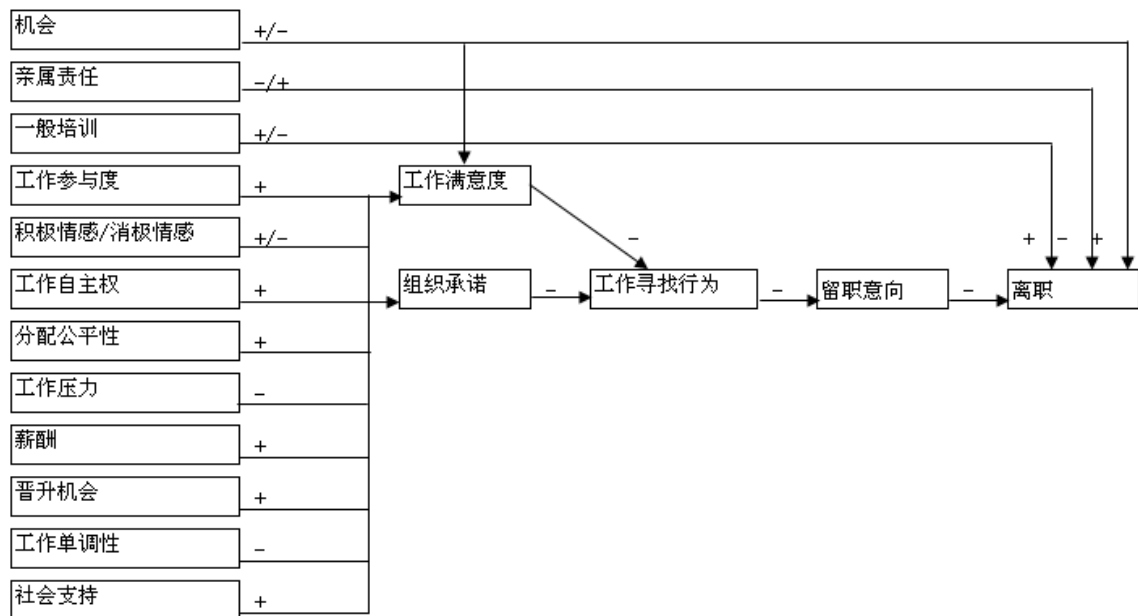 机会
+/-
亲属责任
-/+
一般培训
+/-
工作参与度
+
工作满意度
积极情感/消极情感
+/-
-
+ - +
工作自主权
+
组织承诺
-
工作寻找行为
-
留职意向
-
离职
分配公平性
+
工作压力
-
薪酬
+
晋升机会
+
工作单调性
-
社会支持
+